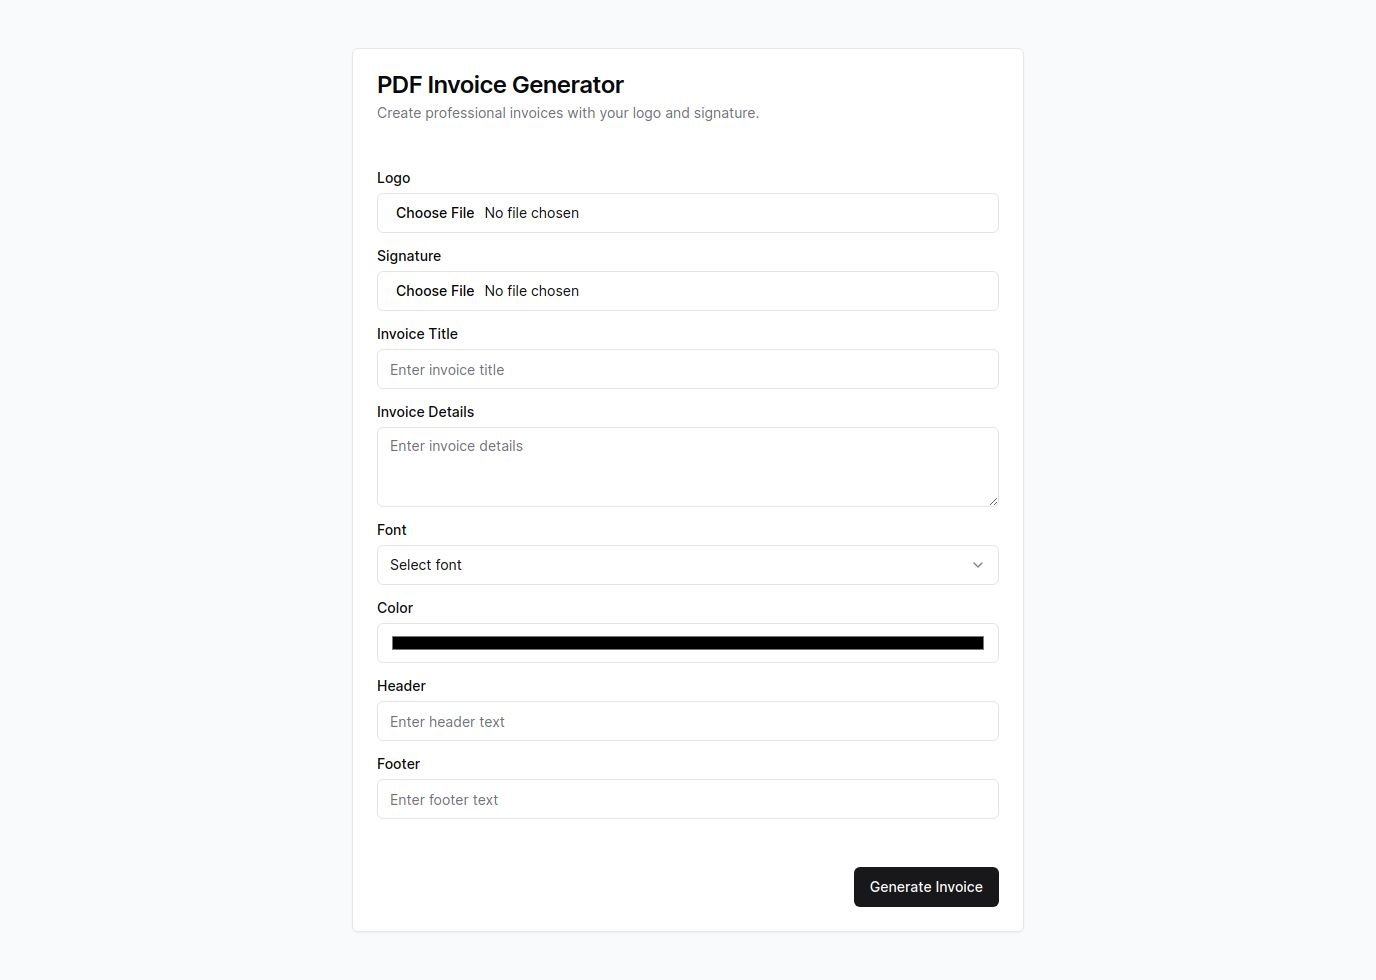 PDF Invoice Generator
Create professional invoices with your logo and signature.
Logo
Choose File No file chosen
Signature
Choose File No file chosen
Invoice Title
Enter invoice title
Invoice Details
Enter invoice details
Font
Select font
Color
Header
Enter header text
Footer
Enter footer text
Generate Invoice